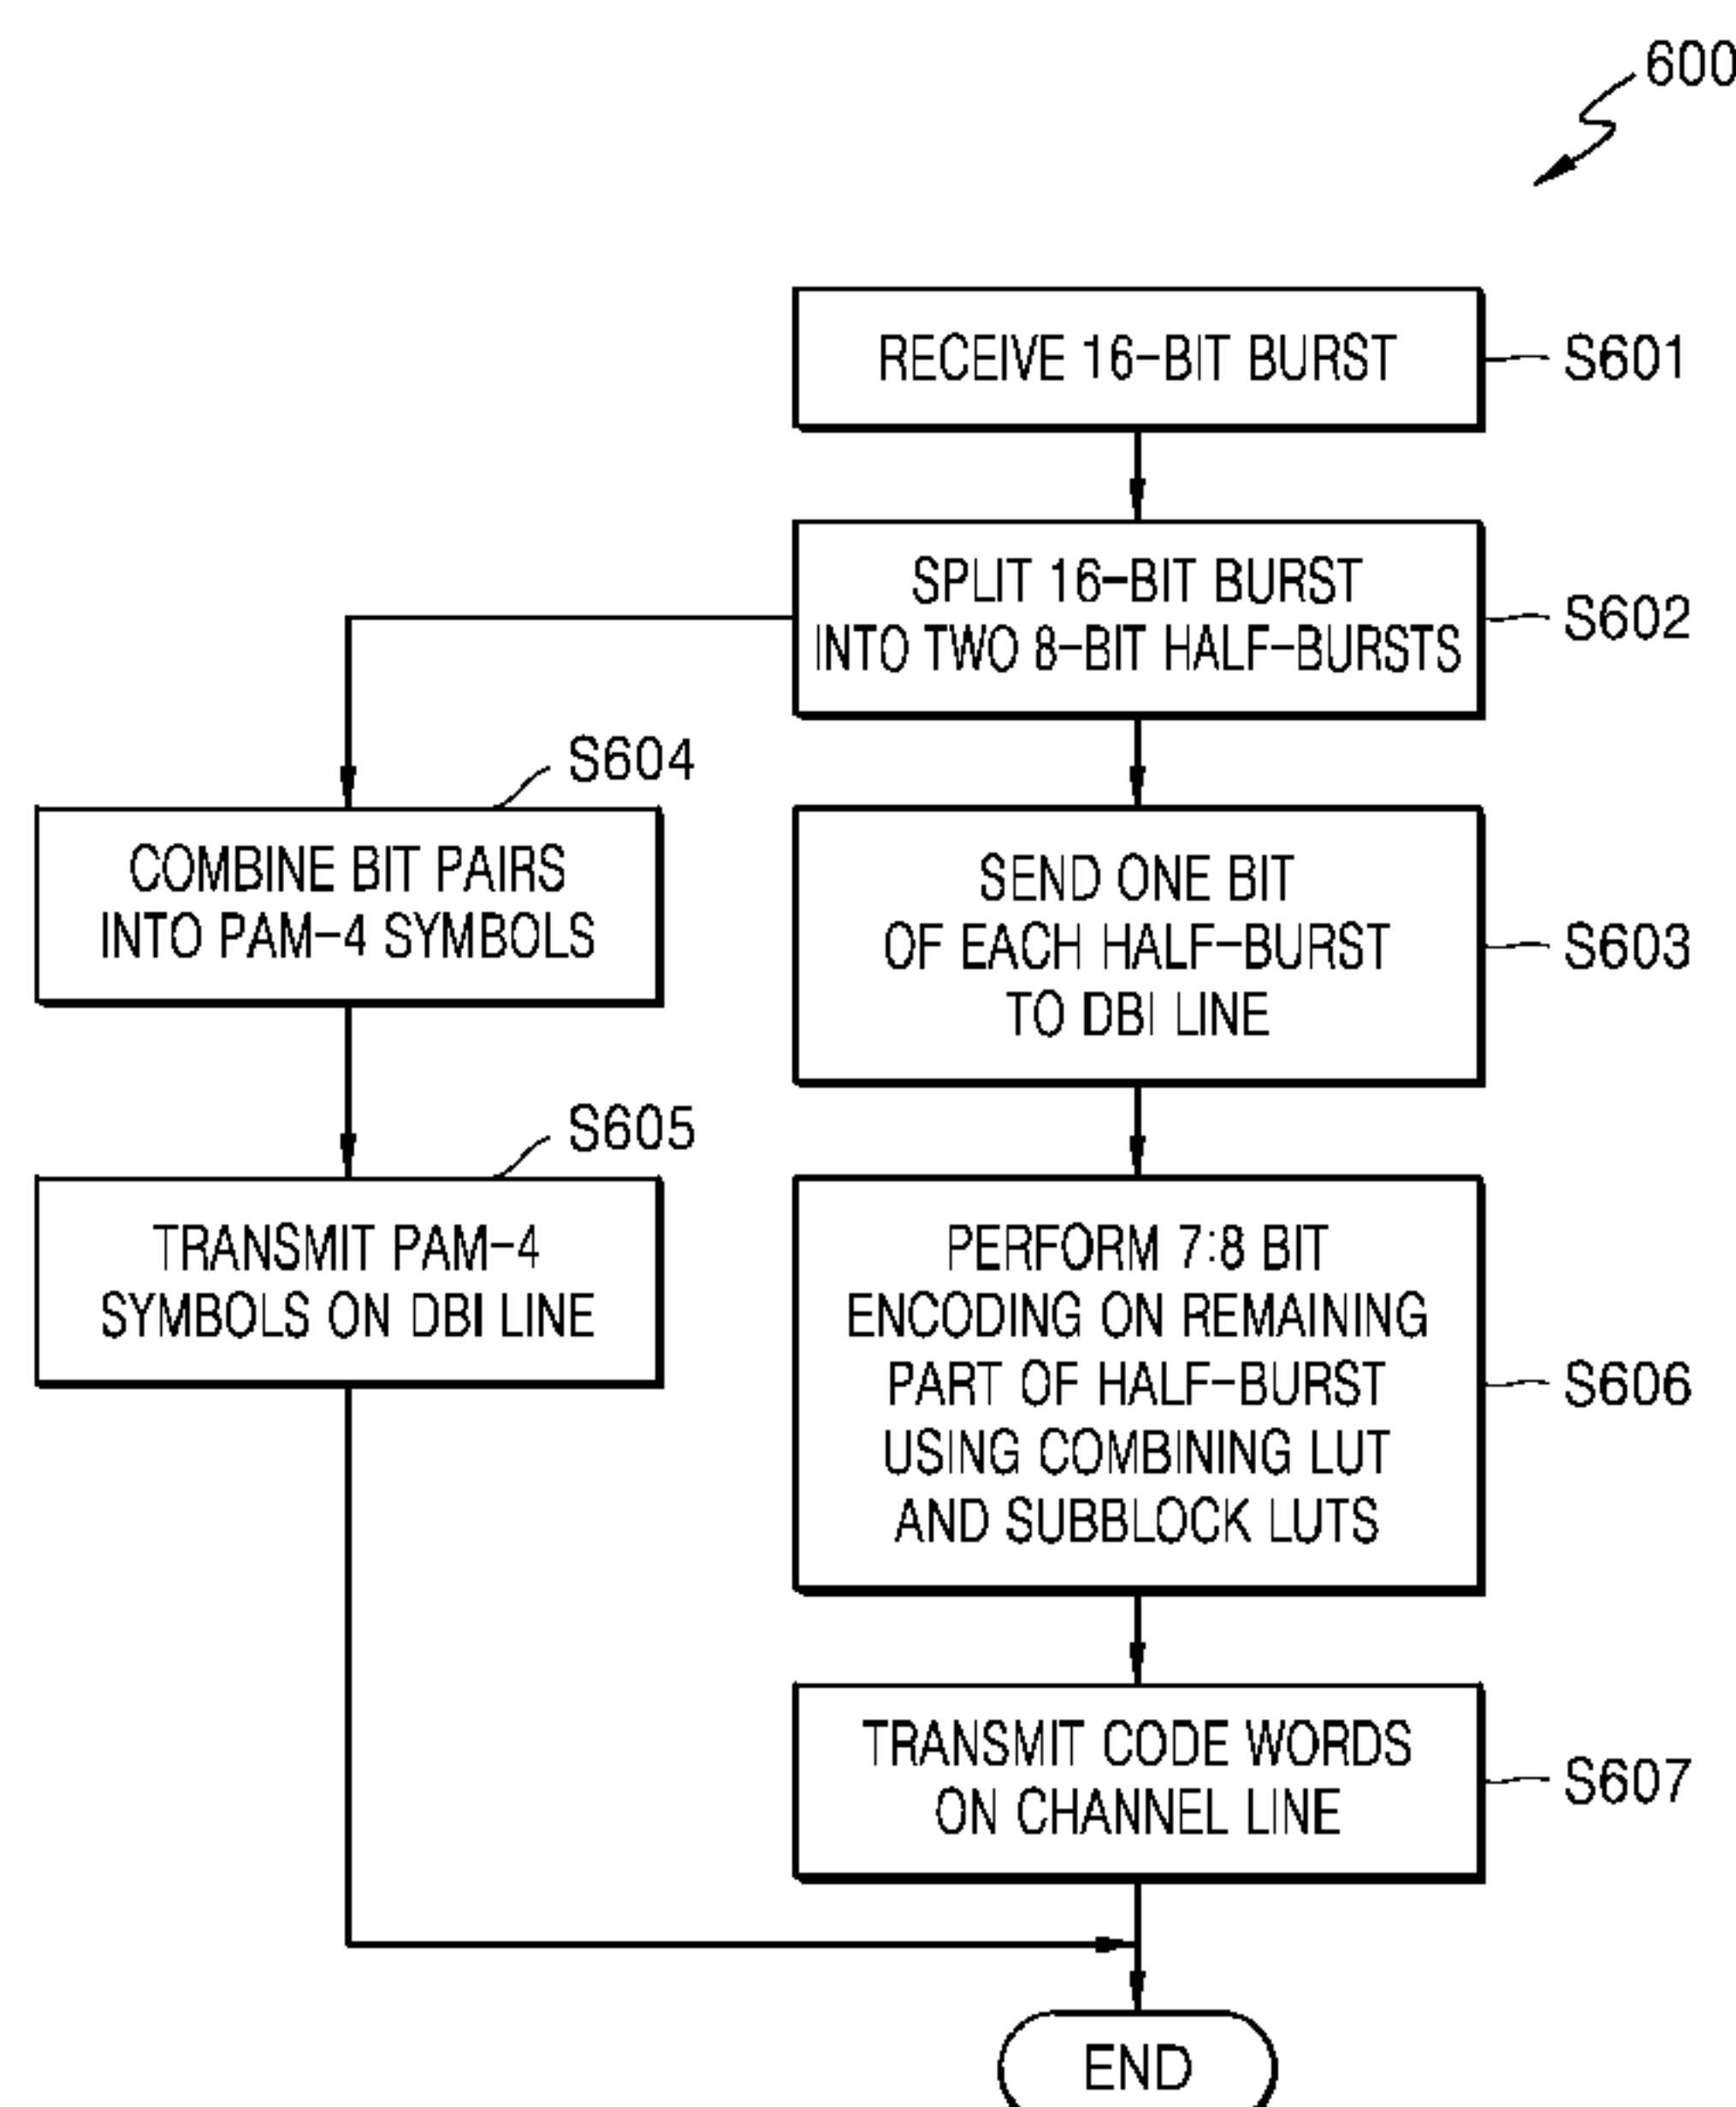 600
RECEIVE 16-BIT BURST
S601
SPLIT 16-BIT BURST
INTO TWO 8-BIT HALF-BURSTS
S602
S604
COMBINE BIT PAIRS
INTO PAM-4 SYMBOLS
SEND ONE BIT
OF EACH HALF-BURST
TO DBI LINE
S603
S605
TRANSMIT PAM-4
SYMBOLS ON DBI LINE
PERFORM 7:8 BIT
ENCODING ON REMAINING
PART OF HALF-BURST
USING COMBINING LUT
AND SUBBLOCK LUTS
S606
TRANSMIT CODE WORDS
ON CHANNEL LINE
S607
END